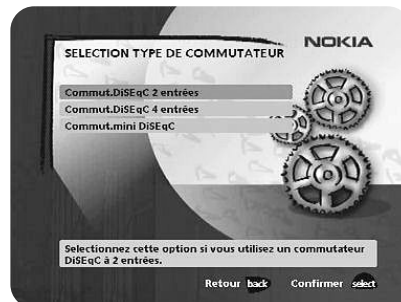 NOKIA
SELECTION TYPE DE COMMUTATEUR
Commut.DiSEqC 2 entrées
Commut.DiSEqC 4 entrées
Commut.mini DiSEqC
Selectionnez cette option si vous utilisez un commutateur
DiSEqC à 2 entrées.
Retour back Confirmer select